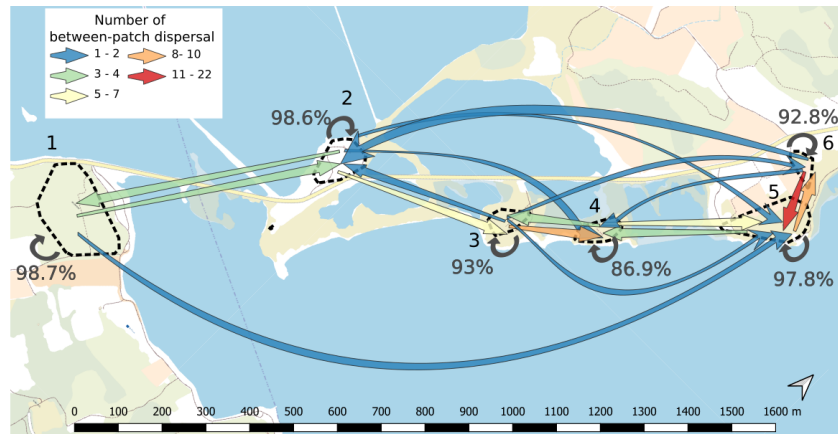 Number of
between-patch dispersal
1 - 2
8- 10
3 - 4
11 - 22
5 - 7
1
98.7%
98.6%
2
3
93%
4
86.9%
92.8%
6
5
97.8%
0 100 200 300 400 500 600 700 800 900 1000 1100 1200 1300 1400 1500 1600 m